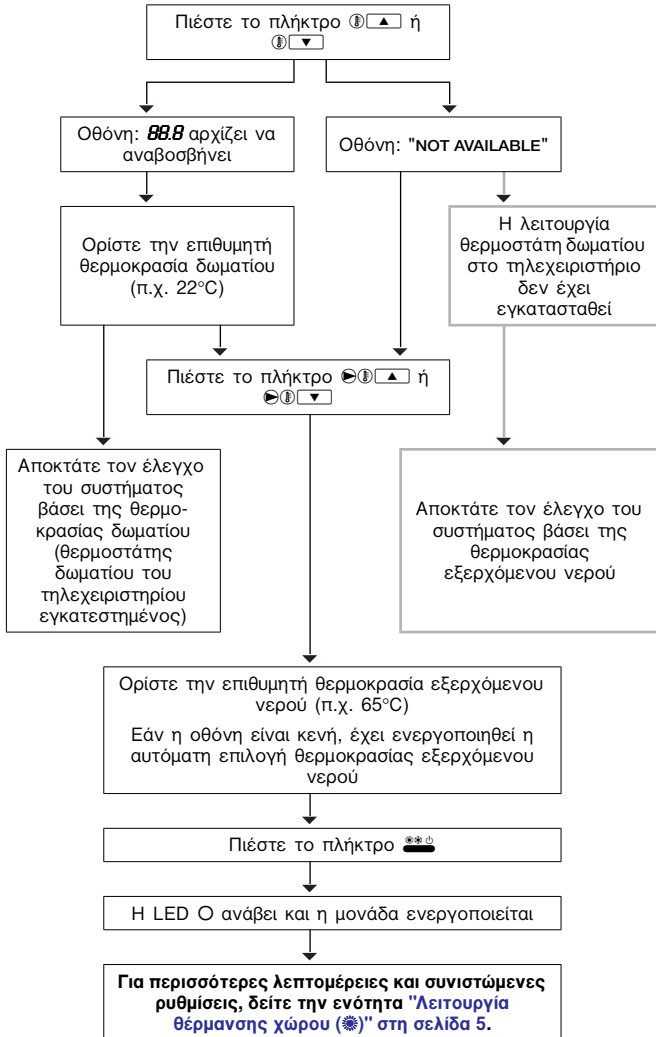 Πιέστε το πλήκτρο ▲ ή
▼
Οθόνη: 88.8 αρχίζει να
αναβοσβήνει
Οθόνη: "NOT AVAILABLE"
Ορίστε την επιθυμητή
θερμοκρασία δωματίου
(π.χ. 22°C)
Η λειτουργία
θερμοστάτη δωματίου
στο τηλεχειριστήριο
δεν έχει
εγκατασταθεί
Πιέστε το πλήκτρο ▲ ή
▼
Αποκτάτε τον έλεγχο
του συστήματος
βάσει της θερμο-
κρασίας δωματίου
(θερμοστάτης
δωματίου του
τηλεχειριστηρίου
εγκατεστημένος)
Αποκτάτε τον έλεγχο του
συστήματος βάσει της
θερμοκρασίας
εξερχόμενου νερού
Ορίστε την επιθυμητή θερμοκρασία εξερχόμενου
νερού (π.χ. 65°C)
Εάν η οθόνη είναι κενή, έχει ενεργοποιηθεί η
αυτόματη επιλογή θερμοκρασίας εξερχόμενου
νερού
Πιέστε το πλήκτρο
Η LED O ανάβει και η μονάδα ενεργοποιείται
Για περισσότερες λεπτομέρειες και συνιστώμενες
ρυθμίσεις, δείτε την ενότητα "Λειτουργία
θέρμανσης χώρου (☀)" στη σελίδα 5.